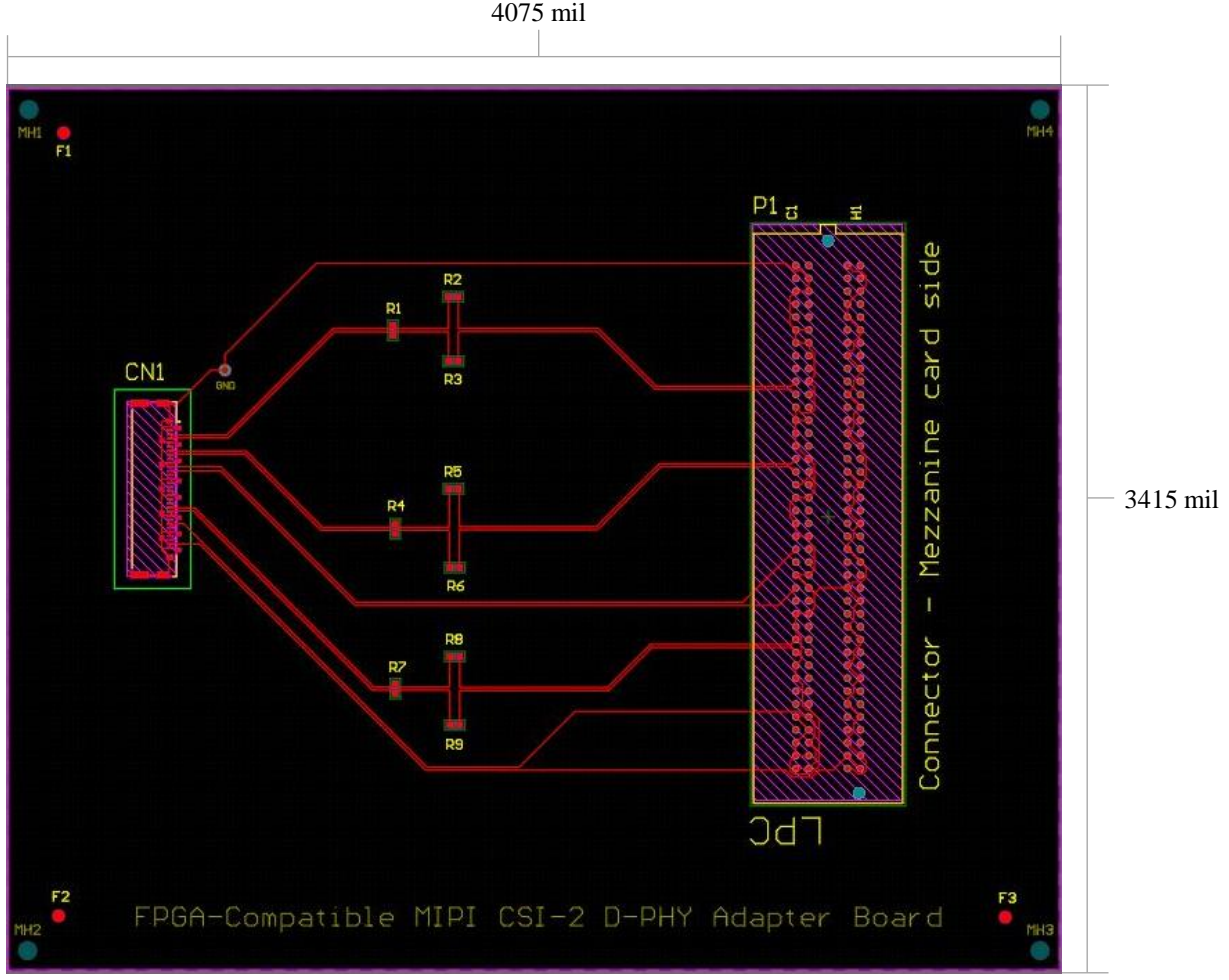 4075 mil
MH1
F1
MH4
P1
G1
H1
R2
R1
R3
CN1
GND
Connector - Mezzanine card side
R5
R4
R6
3415 mil
R8
R7
R9
LPC
F2
FPGA-Compatible MIPI CSI-2 D-PHY Adapter Board
F3
MH2
MH3